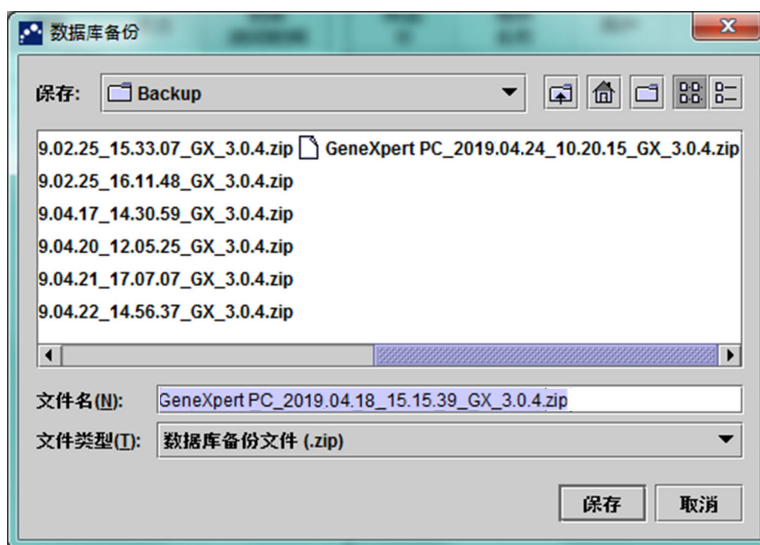 数据库备份
保存: Backup
9.02.25_15.33.07_GX_3.0.4.zip GeneXpert PC_2019.04.24_10.20.15_GX_3.0.4.zip
9.02.25_16.11.48_GX_3.0.4.zip
9.04.17_14.30.59_GX_3.0.4.zip
9.04.20_12.05.25_GX_3.0.4.zip
9.04.21_17.07.07_GX_3.0.4.zip
9.04.22_14.56.37_GX_3.0.4.zip
文件名(N): GeneXpert PC_2019.04.18_15.15.39_GX_3.0.4.zip
文件类型(T): 数据库备份文件 (.zip)
保存 取消